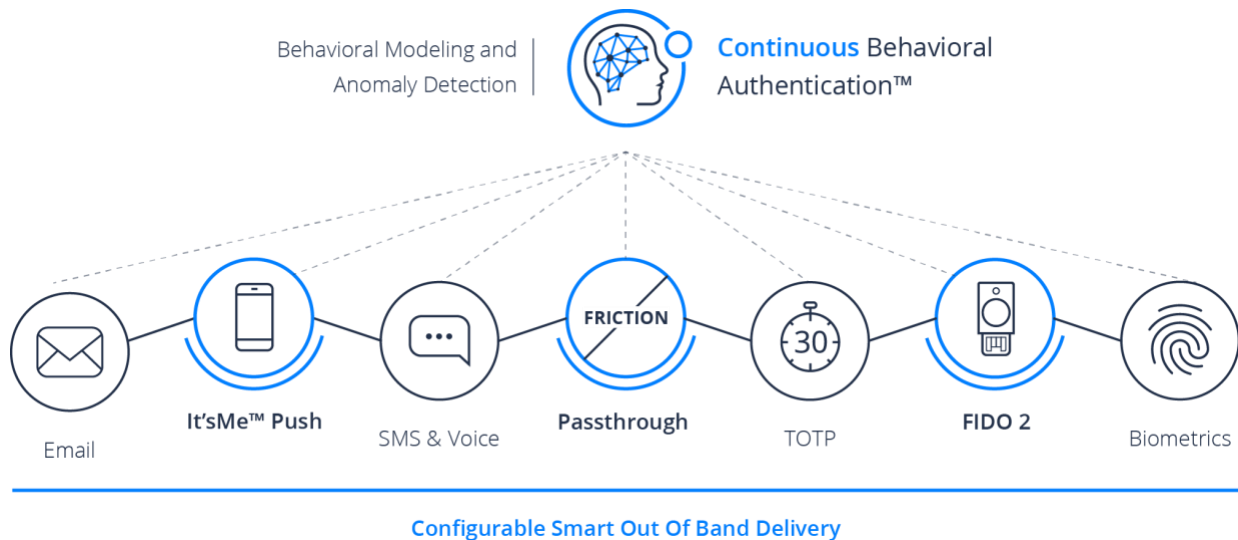 Behavioral Modeling and
Anomaly Detection
Continuous Behavioral
Authentication™
FRICTION
30
Email
It'sMe™ Push
SMS & Voice
Passthrough
TOTP
FIDO 2
Biometrics
Configurable Smart Out Of Band Delivery